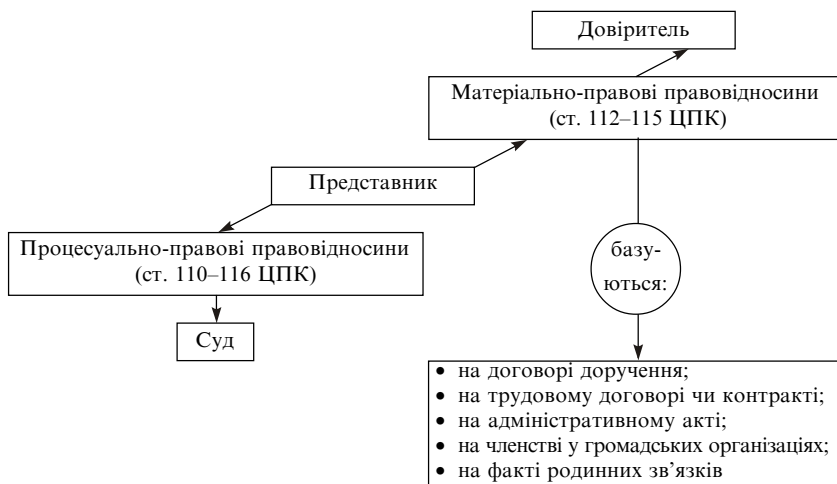 Довіритель
Матеріально-правові правовідносини
(ст. 112–115 ЦПК)
Представник
Процесуально-правові правовідносини
(ст. 110–116 ЦПК)
базу-
ються:
Суд
• на договорі доручення;
• на трудовому договорі чи контракті;
• на адміністративному акті;
• на членстві у громадських організаціях;
• на факті родинних зв’язків